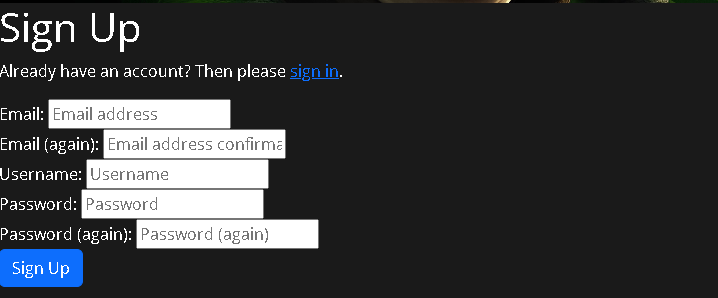 Sign Up
Already have an account? Then please sign in.
Email: Email address
Email (again): Email address confirma
Username: Username
Password: Password
Password (again): Password (again)
Sign Up